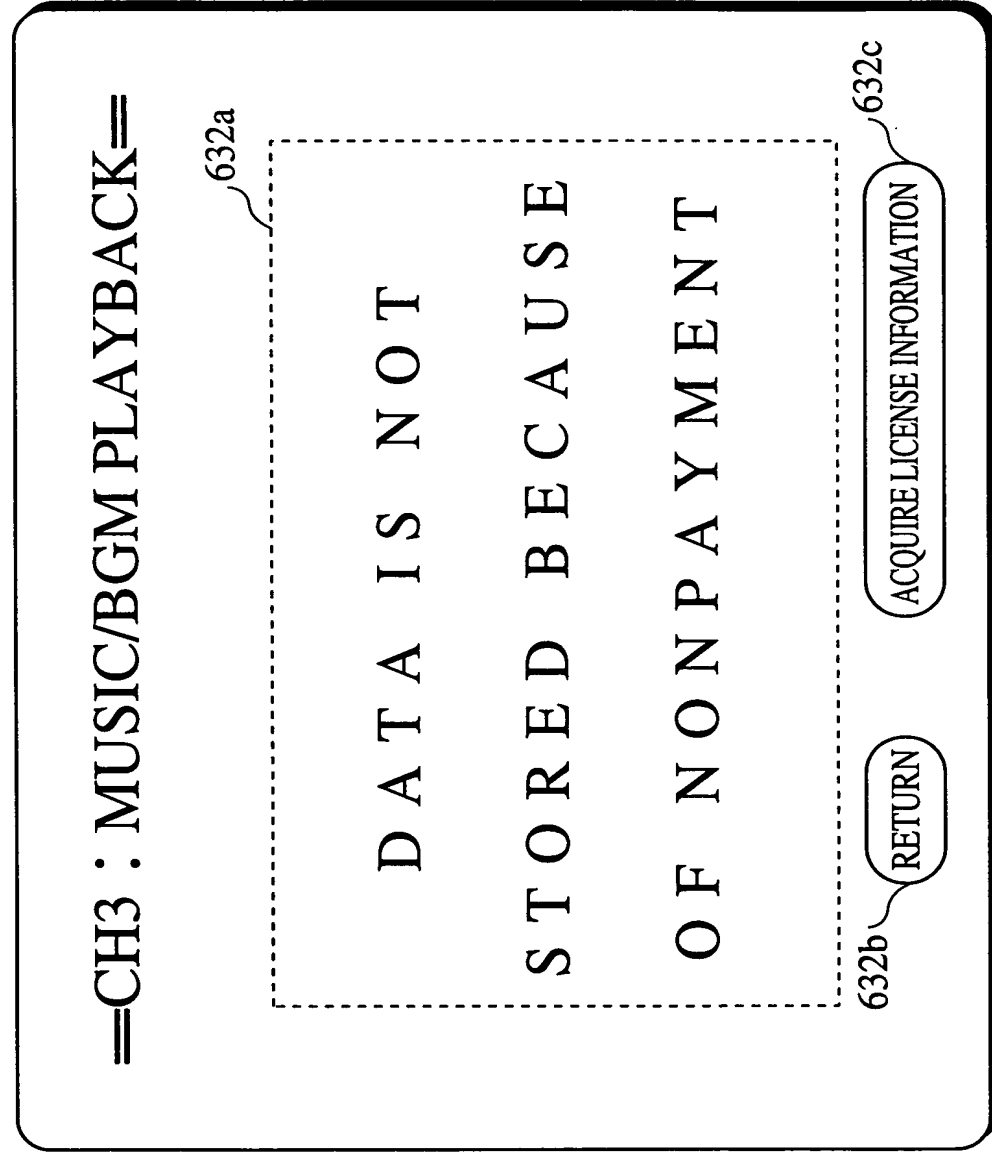 =CH3 : MUSIC/BGM PLAYBACK=
632a
DATA IS NOT
STORED BECAUSE
OF NONPAYMENT
632b
RETURN
ACQUIRE LICENSE INFORMATION
632c